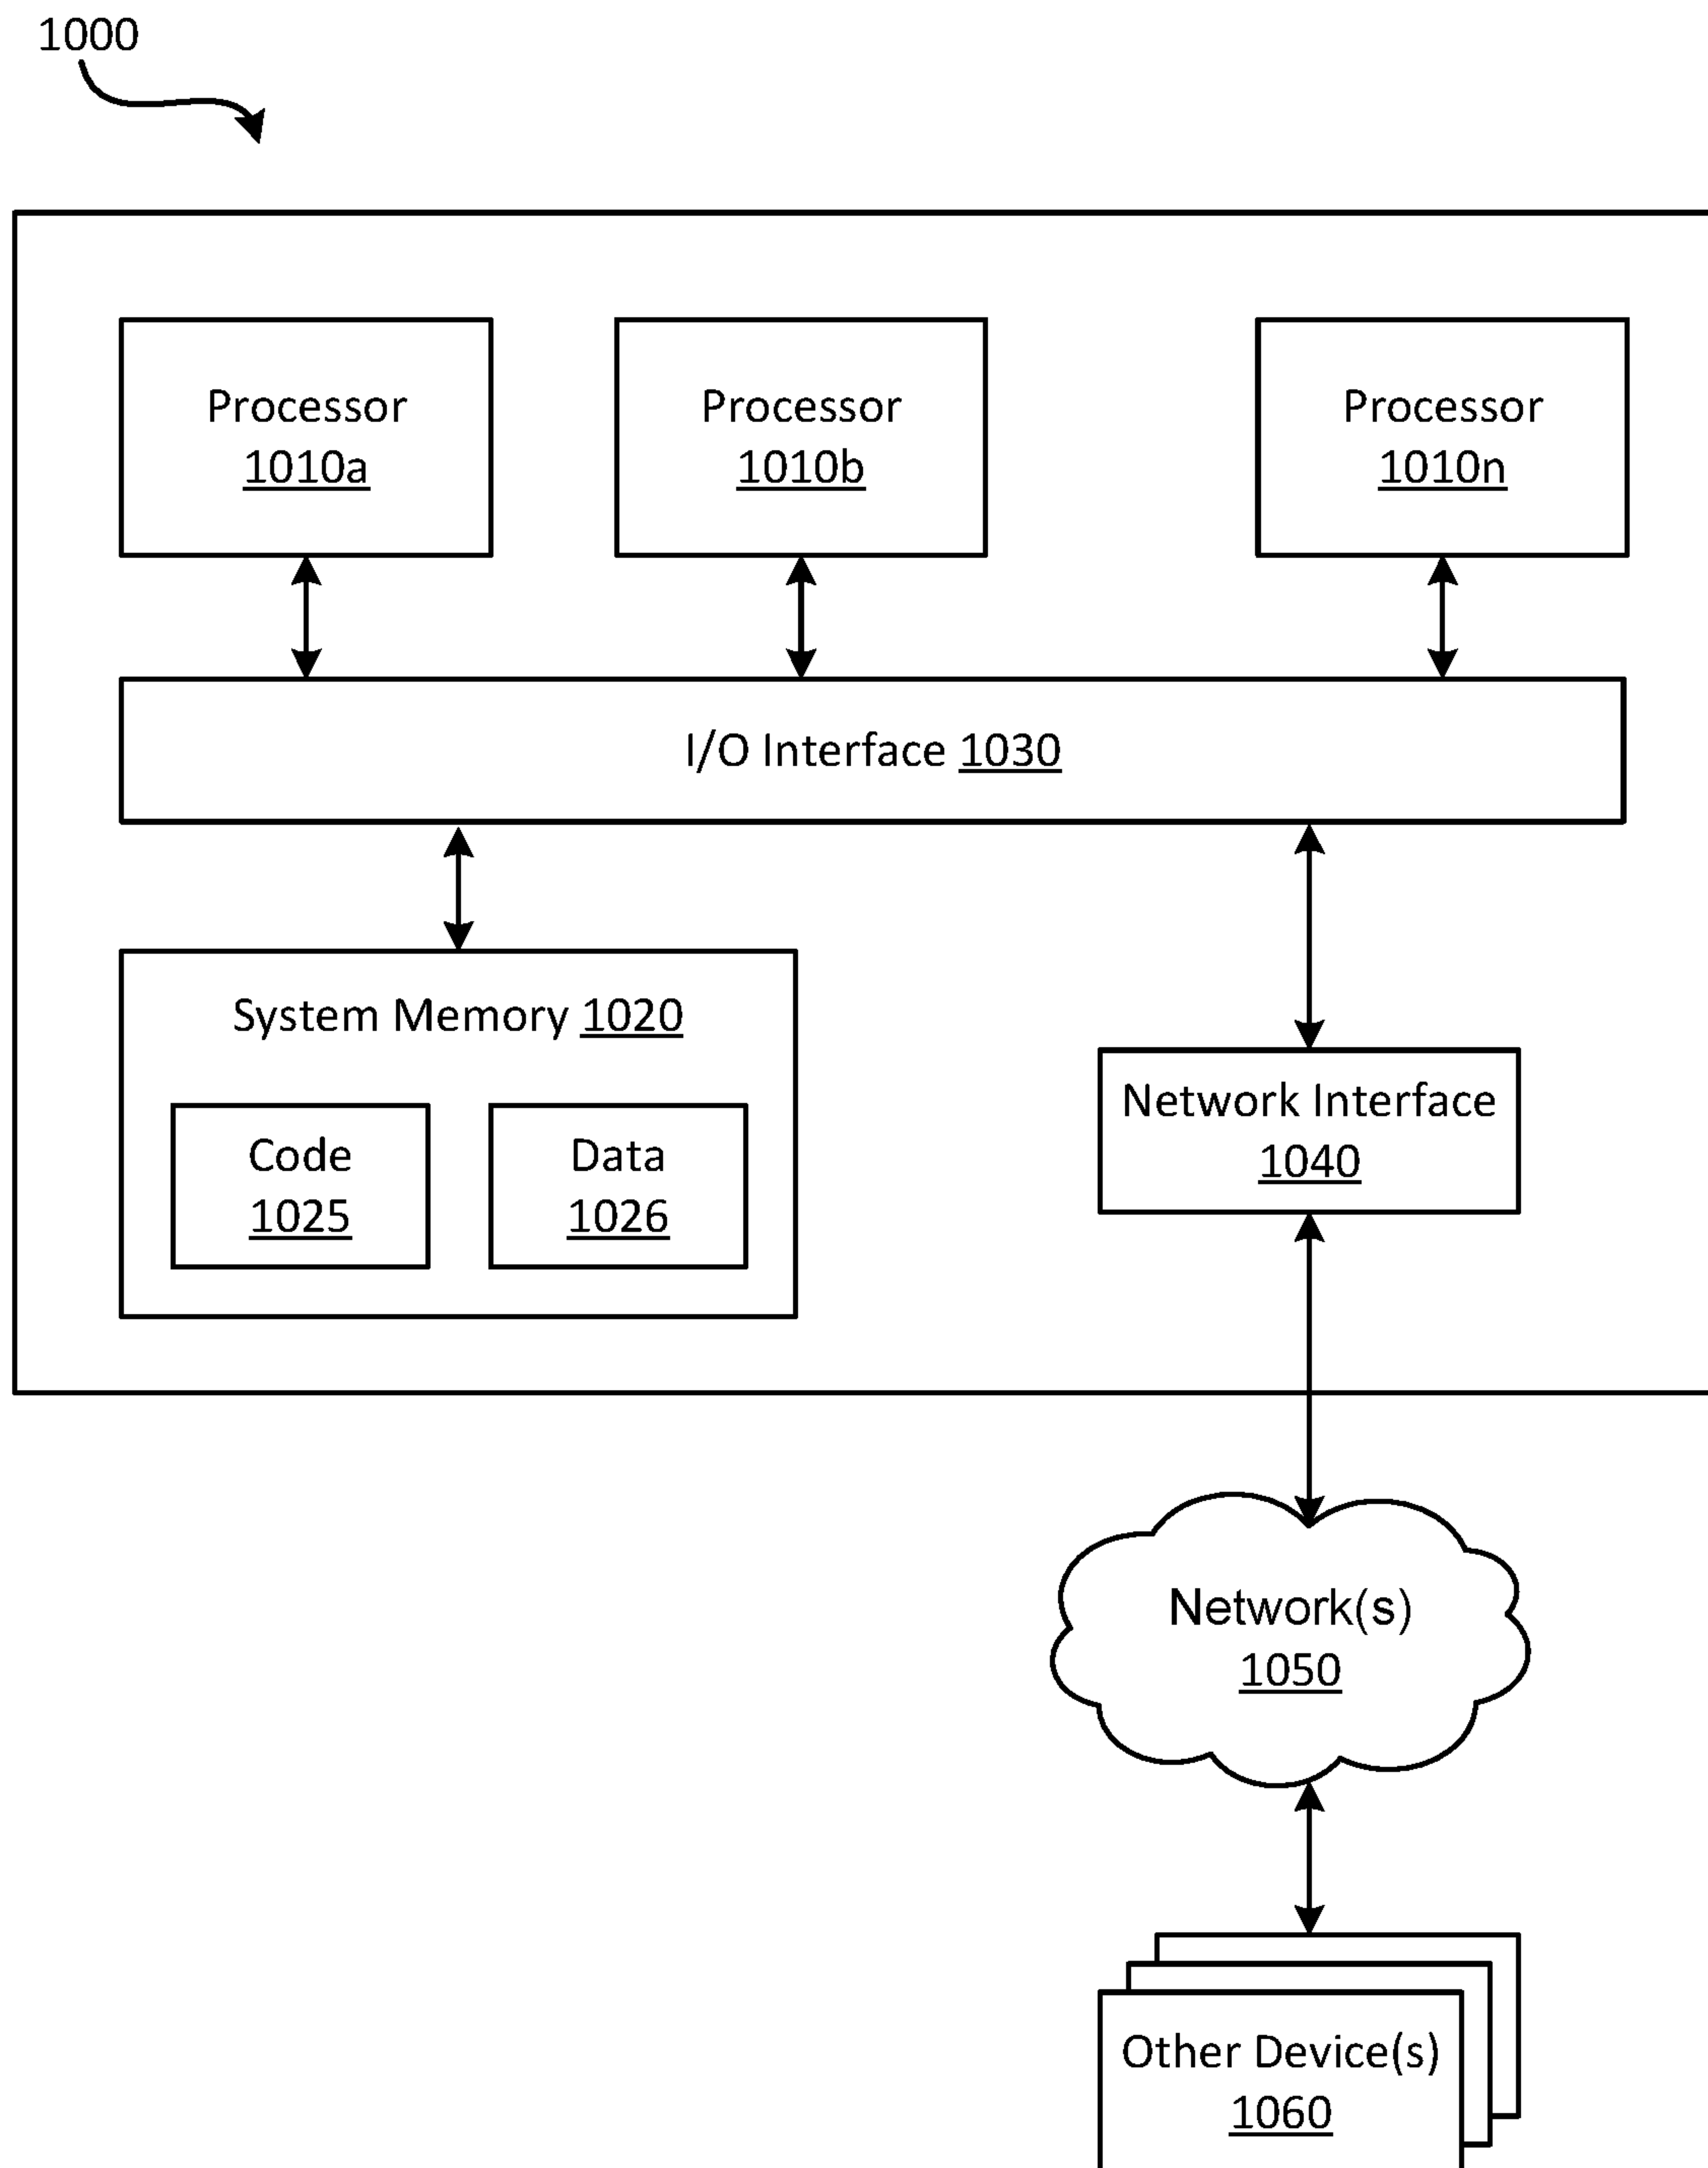 1000
Processor
1010a
Processor
1010b
Processor
1010n
I/O Interface 1030
System Memory 1020
Code
1025
Data
1026
Network Interface
1040
Network(s)
1050
Other Device(s)
1060